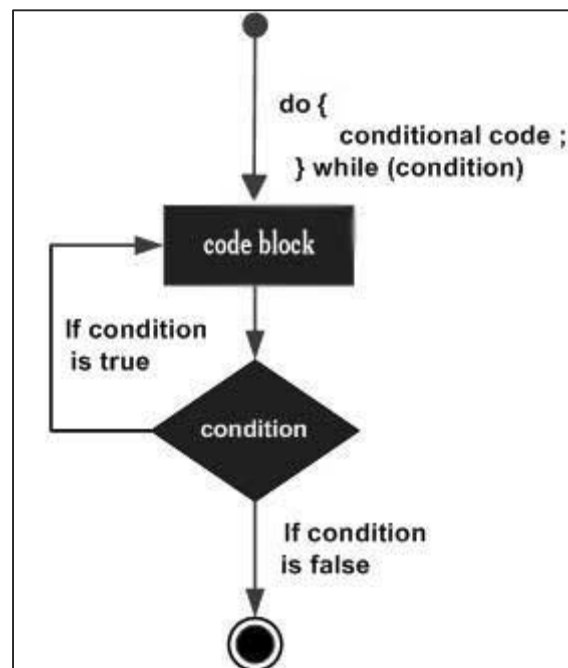 do {
conditional code ;
} while (condition)
code block
If condition
is true
condition
If condition
is false